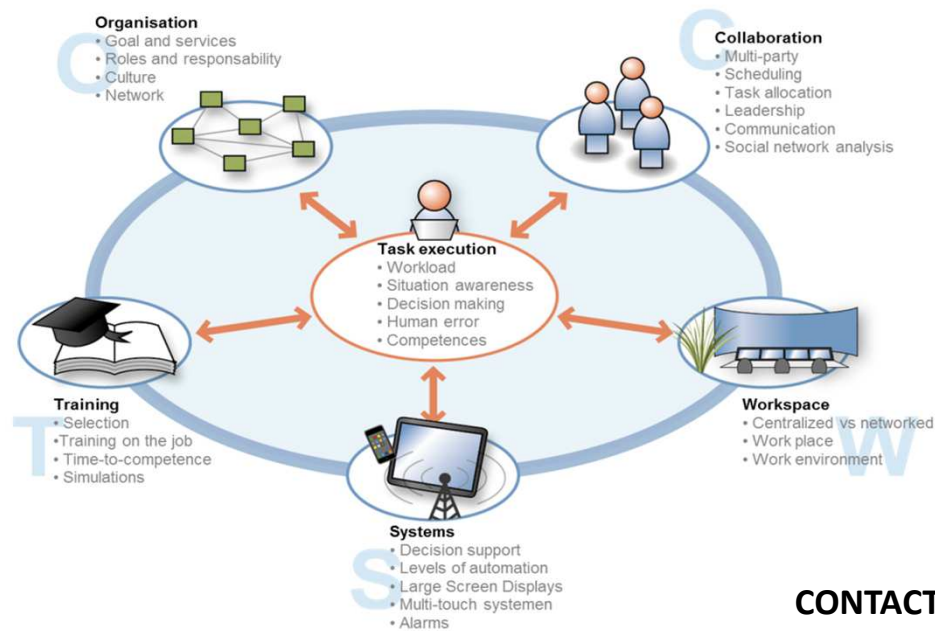 Organisation
• Goal and services
• Roles and responsability
• Culture
• Network
O
C
Collaboration
• Multi-party
• Scheduling
• Task allocation
• Leadership
• Communication
• Social network analysis
Task execution
• Workload
• Situation awareness
• Decision making
• Human error
• Competences
T
Training
• Selection
•Training on the job
• Time-to-competence
• Simulations
W
Workspace
• Centralized vs networked
• Work place
• Work environment
S
Systems
• Decision support
• Levels of automation
• Large Screen Displays
• Multi-touch systemen
• Alarms
CONTACT